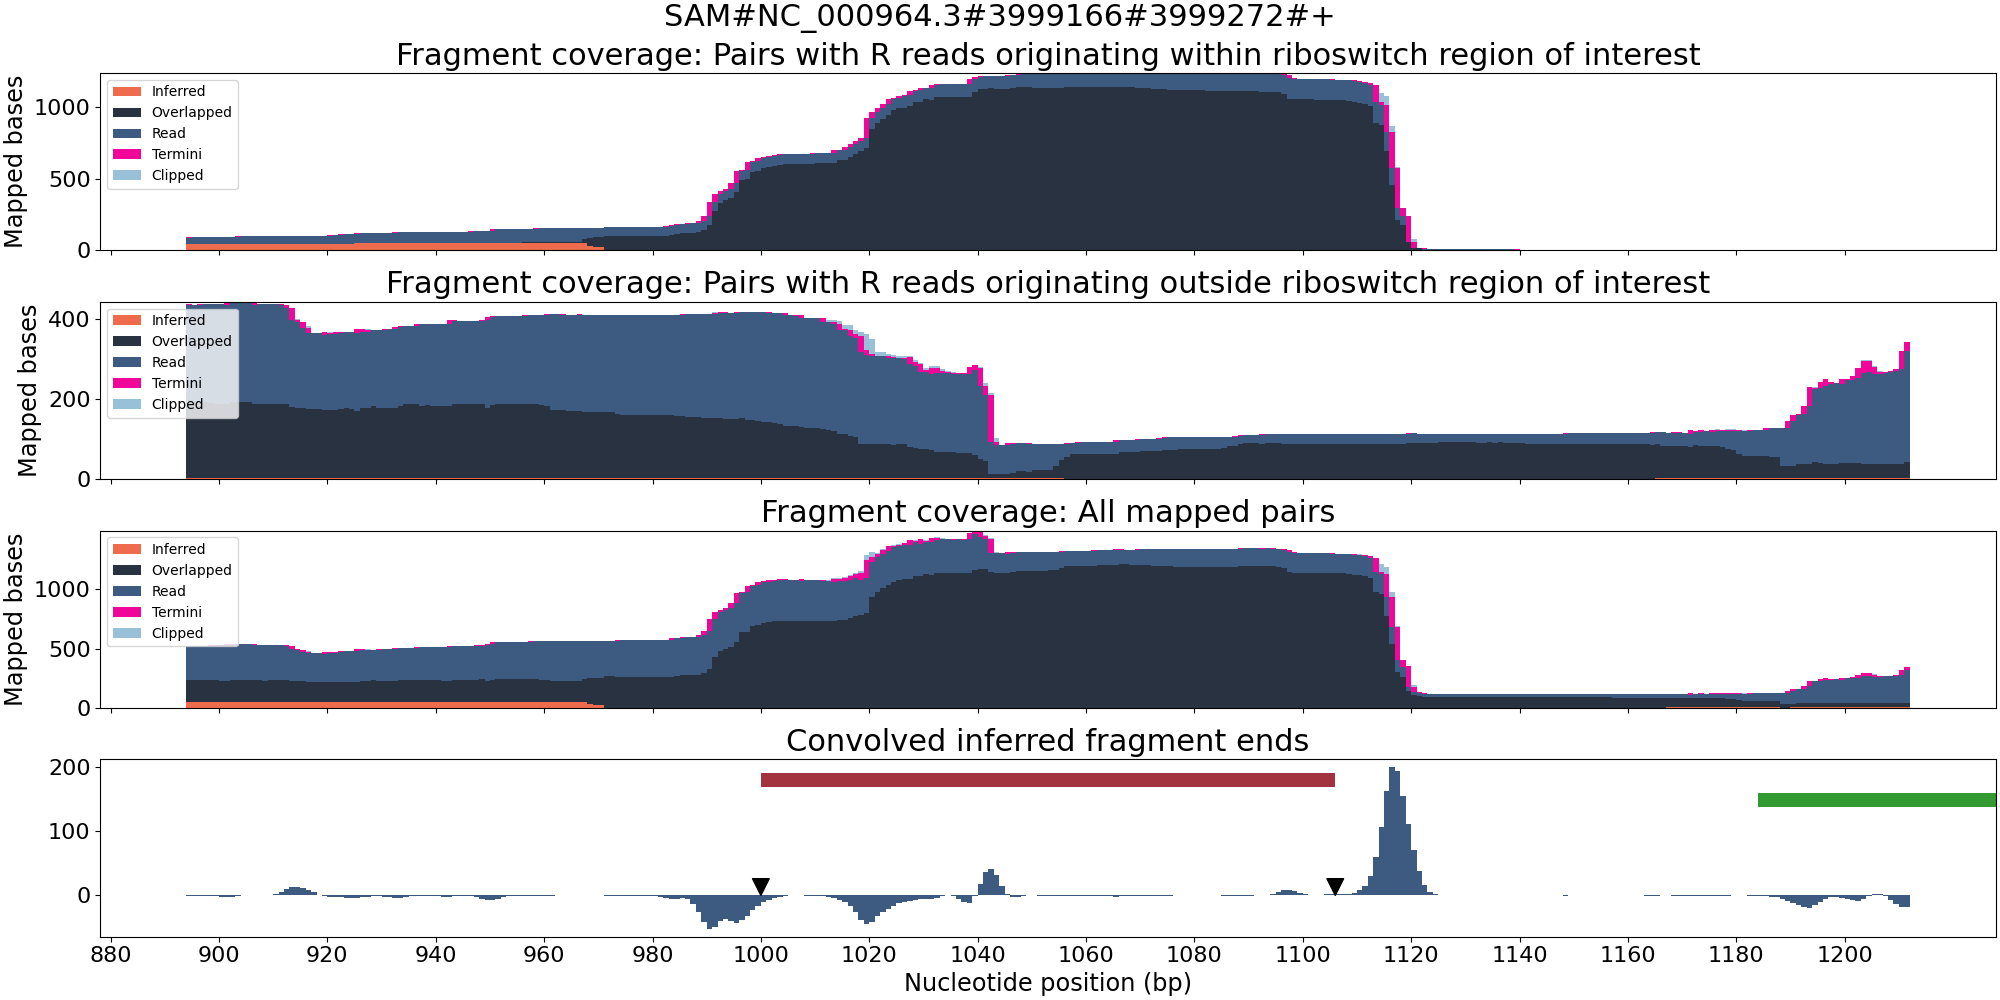 SAM#NC_000964.3#3999166#3999272#+
Fragment coverage: Pairs with R reads originating within riboswitch region of interest
Mapped bases
1000
500
0
Inferred
Overlapped
Read
Termini
Clipped
Fragment coverage: Pairs with R reads originating outside riboswitch region of interest
Mapped bases
400
200
0
Inferred
Overlapped
Read
Termini
Clipped
Fragment coverage: All mapped pairs
Mapped bases
1000
500
0
Inferred
Overlapped
Read
Termini
Clipped
Convolved inferred fragment ends
200
100
0
880 900 920 940 960 980 1000 1020 1040 1060 1080 1100 1120 1140 1160 1180 1200
Nucleotide position (bp)